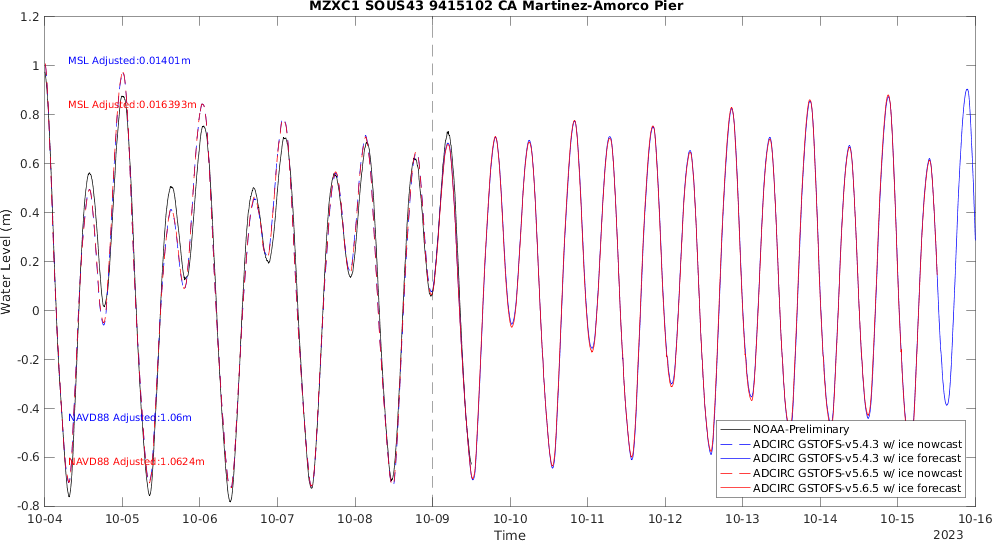 MZXC1 SOUS43 9415102 CA Martinez-Amorco Pier
Water Level (m)
1.2
1
0.8
0.6
0.4
0.2
0
-0.2
-0.4
-0.6
-0.8
MSL Adjusted:0.01401m
MSL Adjusted:0.016393m
NAVD88 Adjusted:1.06m
NAVD88 Adjusted:1.0624m
NOAA-Preliminary
ADCIRC GSTOFS-v5.4.3 w/ ice nowcast
ADCIRC GSTOFS-v5.4.3 w/ ice forecast
ADCIRC GSTOFS-v5.6.5 w/ ice nowcast
ADCIRC GSTOFS-v5.6.5 w/ ice forecast
10-04 10-05 10-06 10-07 10-08 10-09 10-10 10-11 10-12 10-13 10-14 10-15 10-16
Time
2023